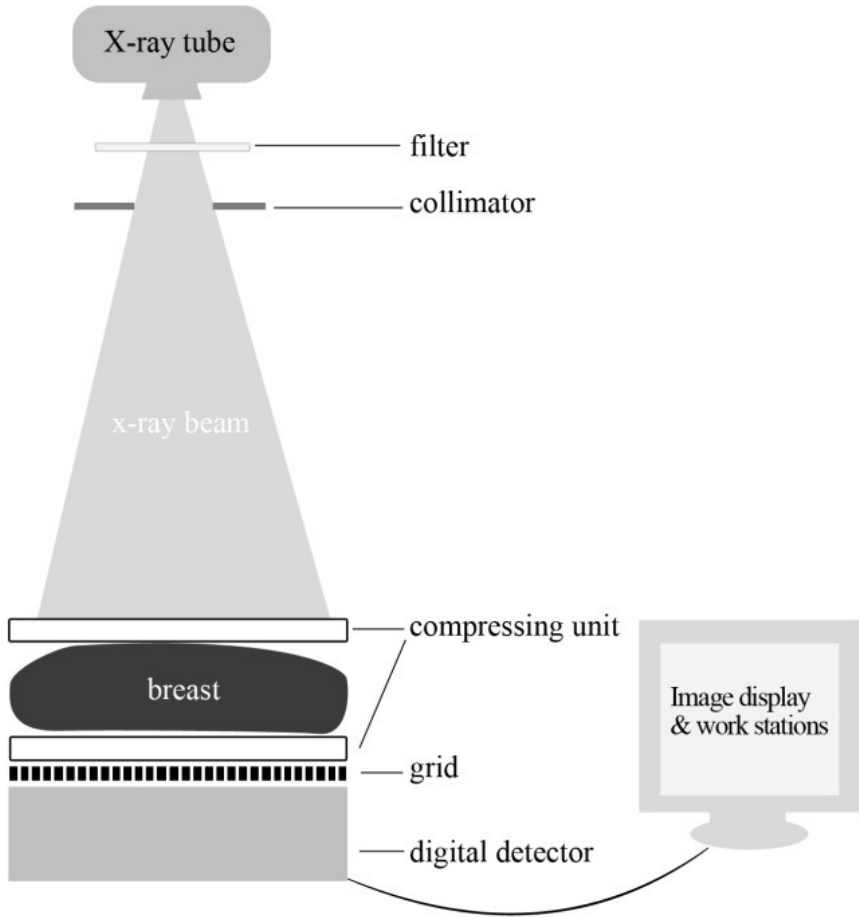 X-ray tube
filter
collimator
x-ray beam
compressing unit
breast
Image display
& work stations
grid
digital detector